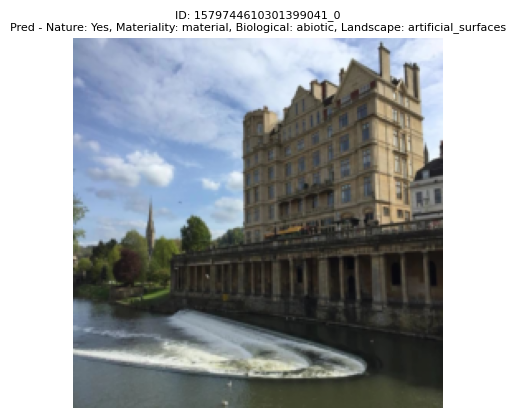 ID: 1579744610301399041_0
Pred - Nature: Yes, Materiality: material, Biological: abiotic, Landscape: artificial_surfaces